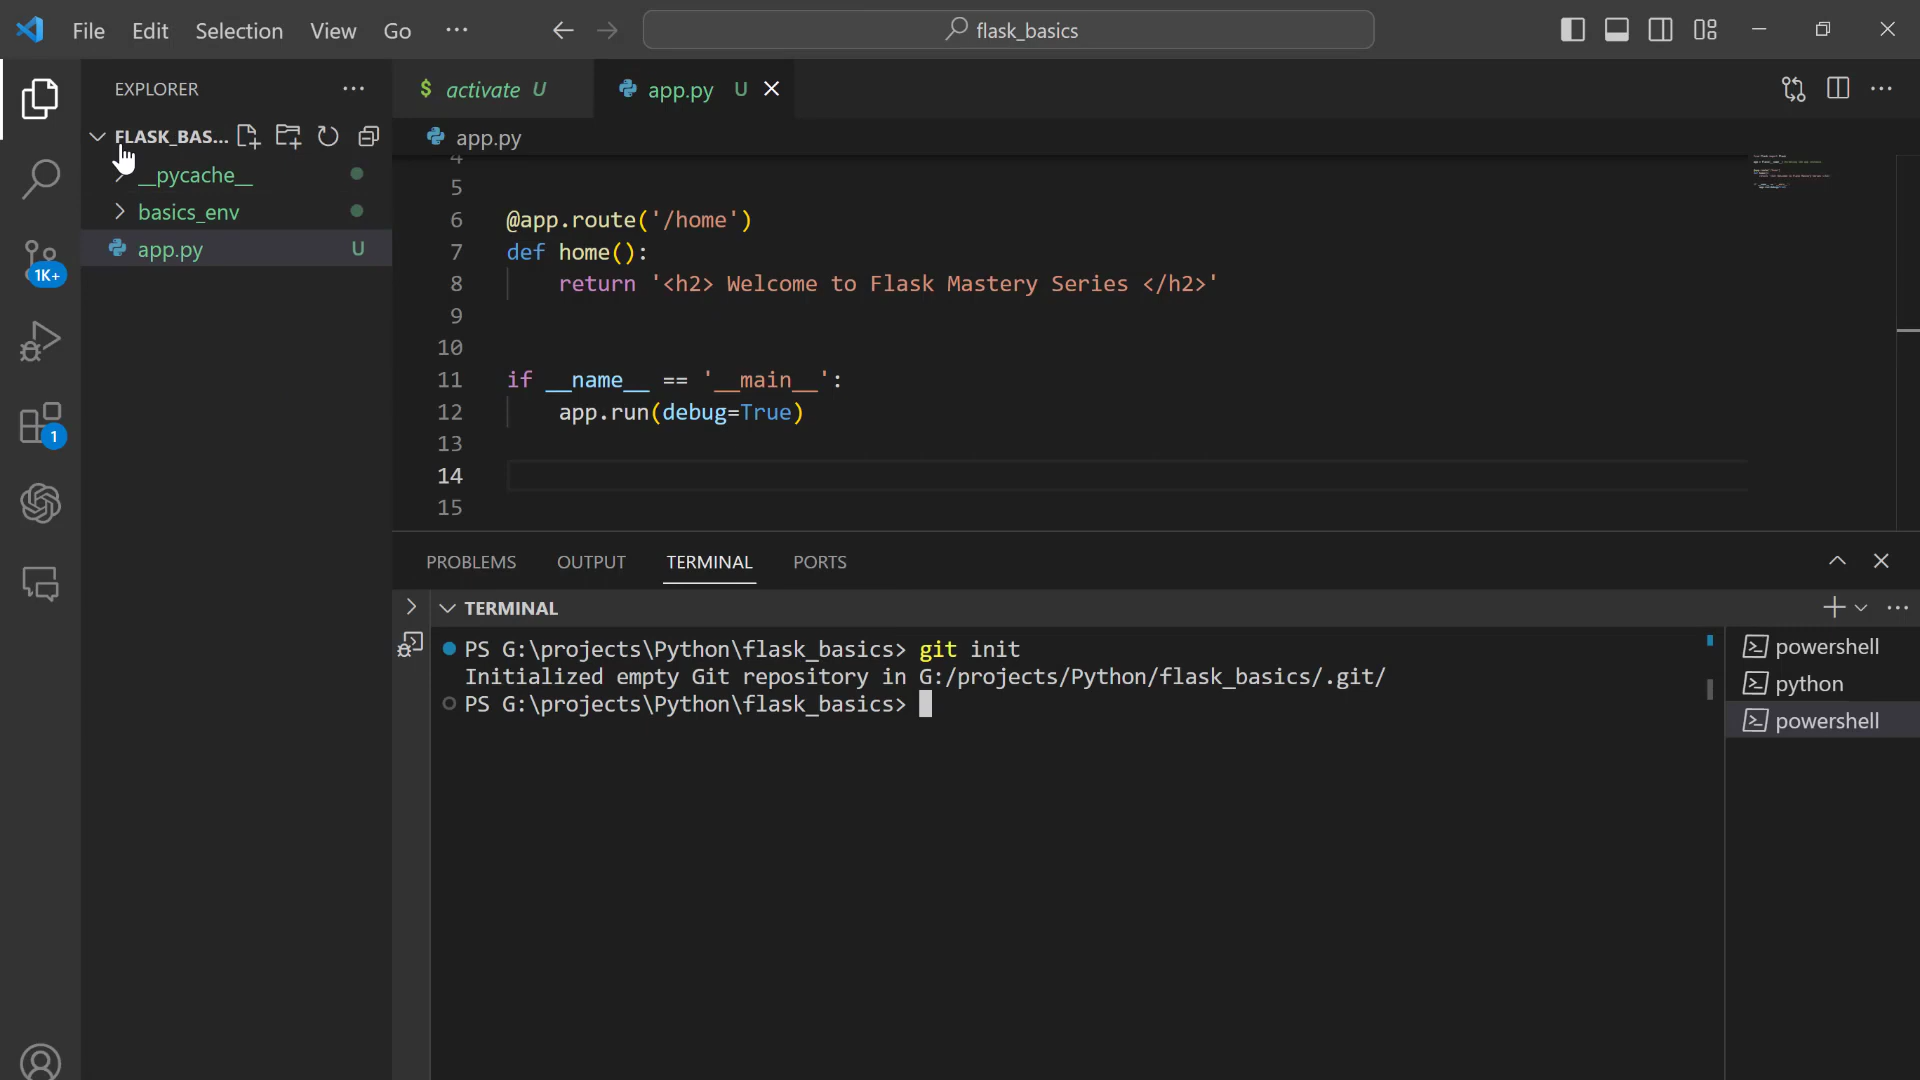 File Edit Selection View Go ··· flask_basics
EXPLORER ···
$ activate U app.py U
FLASK_BAS...
app.py
__pycache__
basics_env
app.py U
4
5
6 @app.route('/home')
7 def home():
8 return '<h2> Welcome to Flask Mastery Series </h2>'
9
10
11 if __name__ == '__main__':
12 app.run(debug=True)
13
14
15
1K+
1
PROBLEMS OUTPUT TERMINAL PORTS
TERMINAL
PS G:\projects\Python\flask_basics> git init
Initialized empty Git repository in G:/projects/Python/flask_basics/.git/
PS G:\projects\Python\flask_basics>
powershell
python
powershell